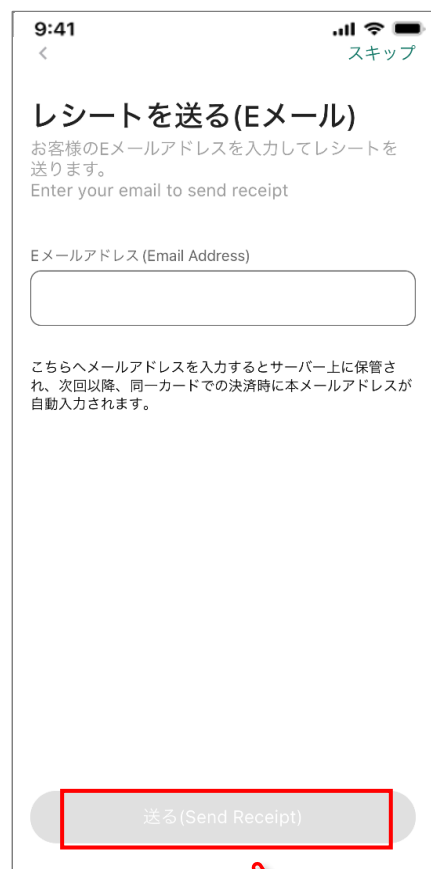 9:41
スキップ
レシートを送る(Eメール)
お客様のEメールアドレスを入力してレシートを
送ります。
Enter your email to send receipt
Eメールアドレス (Email Address)
こちらへメールアドレスを入力するとサーバー上に保管さ
れ、次回以降、同一カードでの決済時に本メールアドレスが
自動入力されます。
送る(Send Receipt)